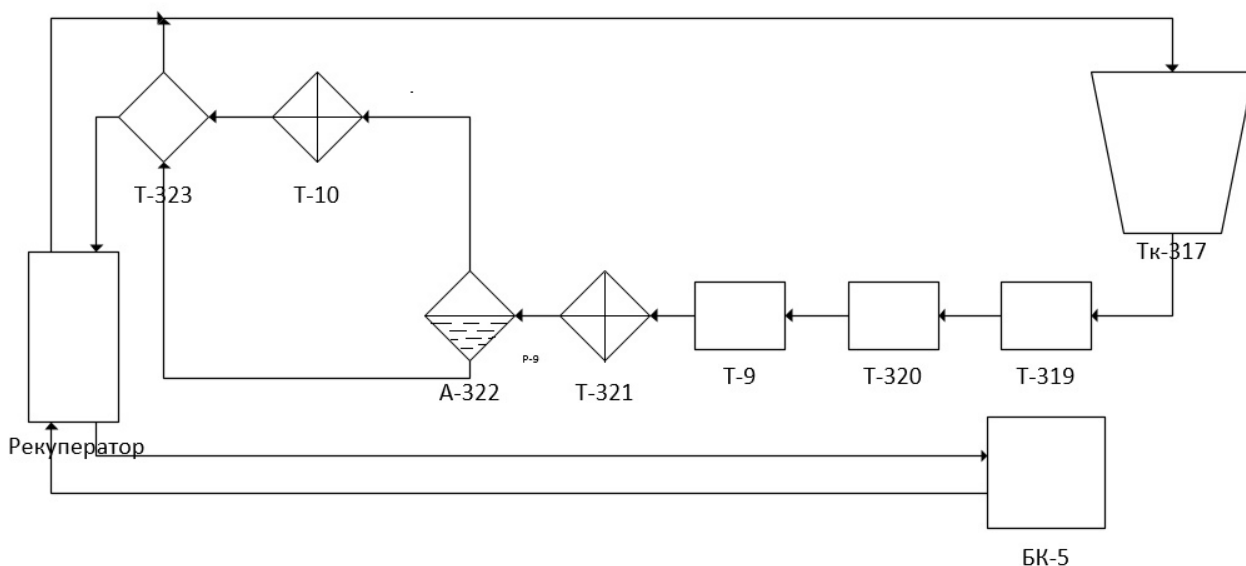 Т-323
Т-10
Тк-317
Р-9
А-322
Т-321
Т-9
Т-320
Т-319
Рекуператор
БК-5